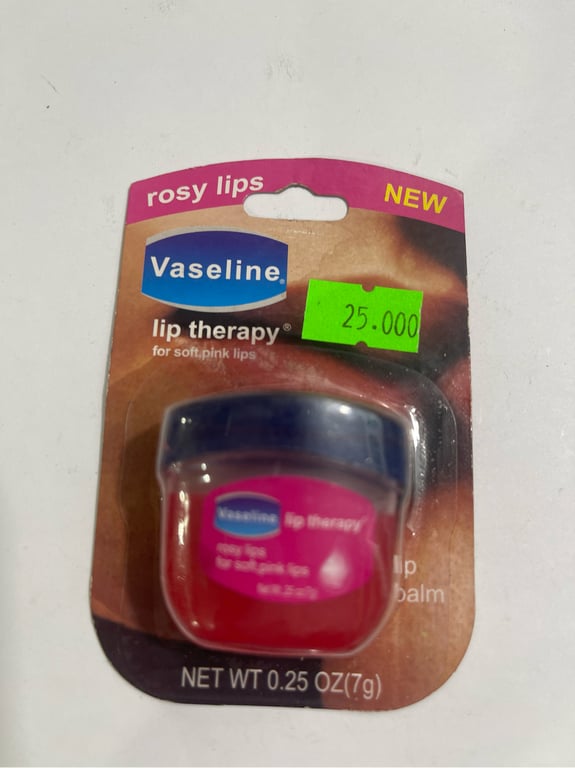 rosy lips
NEW
Vaseline®
25.000
lip therapy®
for soft,pink lips
Vaseline lip therapy
rosy lips
for soft,pink lips
lip
balm
NET WT 0.25 OZ(7g)